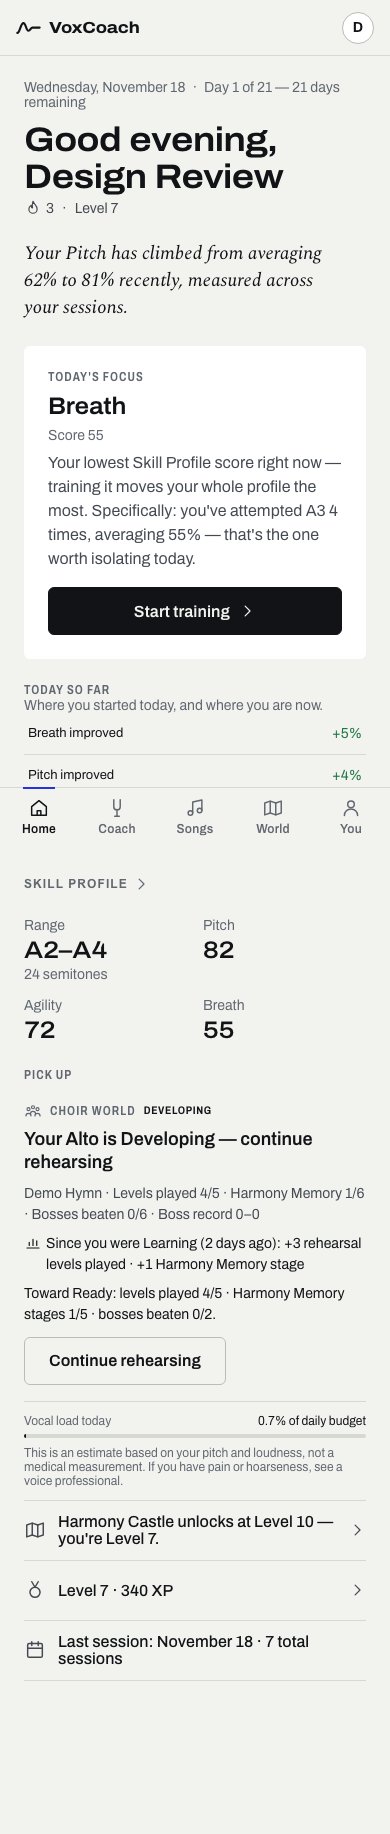 VoxCoach
D
Wednesday, November 18 · Day 1 of 21 — 21 days
remaining
Good evening,
Design Review
3 · Level 7
Your Pitch has climbed from averaging
62% to 81% recently, measured across
your sessions.
TODAY'S FOCUS
Breath
Score 55
Your lowest Skill Profile score right now —
training it moves your whole profile the
most. Specifically: you've attempted A3 4
times, averaging 55% — that's the one
worth isolating today.
Start training
TODAY SO FAR
Where you started today, and where you are now.
Breath improved +5%
Pitch improved +4%
Home Coach Songs World You
SKILL PROFILE
Range Pitch
A2–A4 82
24 semitones
Agility Breath
72 55
PICK UP
CHOIR WORLD DEVELOPING
Your Alto is Developing — continue
rehearsing
Demo Hymn · Levels played 4/5 · Harmony Memory 1/6
· Bosses beaten 0/6 · Boss record 0–0
Since you were Learning (2 days ago): +3 rehearsal
levels played · +1 Harmony Memory stage
Toward Ready: levels played 4/5 · Harmony Memory
stages 1/5 · bosses beaten 0/2.
Continue rehearsing
Vocal load today 0.7% of daily budget
This is an estimate based on your pitch and loudness, not a
medical measurement. If you have pain or hoarseness, see a
voice professional.
Harmony Castle unlocks at Level 10 —
you're Level 7.
Level 7 · 340 XP
Last session: November 18 · 7 total
sessions